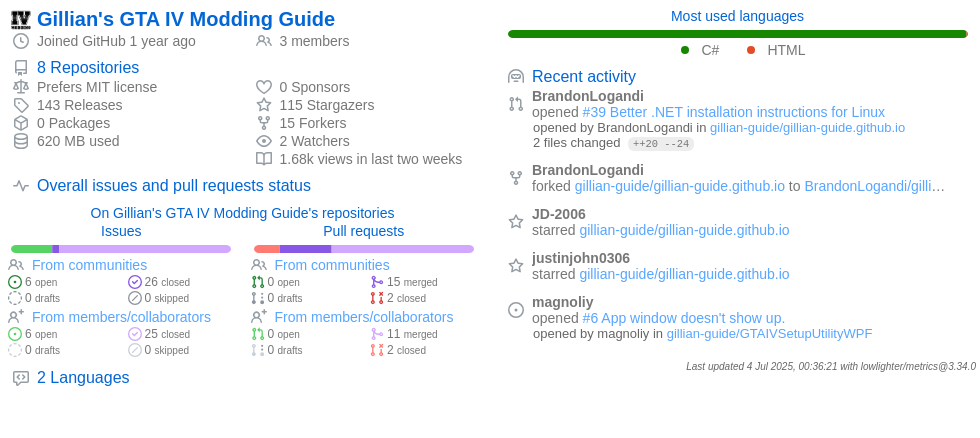 Gillian's GTA IV Modding Guide
Joined GitHub 1 year ago
3 members
8 Repositories
Prefers MIT license
143 Releases
0 Packages
620 MB used
0 Sponsors
115 Stargazers
15 Forkers
2 Watchers
1.68k views in last two weeks
Overall issues and pull requests status
On Gillian's GTA IV Modding Guide's repositories
Issues
From communities
6 open
26 closed
0 drafts
0 skipped
From members/collaborators
6 open
25 closed
0 drafts
0 skipped
Pull requests
From communities
0 open
15 merged
0 drafts
2 closed
From members/collaborators
0 open
11 merged
0 drafts
2 closed
2 Languages
Most used languages
C#
HTML
Recent activity
BrandonLogandi
opened #39 Better .NET installation instructions for Linux
opened by BrandonLogandi in gillian-guide/gillian-guide.github.io
2 files changed ++20 --24
BrandonLogandi
forked gillian-guide/gillian-guide.github.io to BrandonLogandi/gilli…
JD-2006
starred gillian-guide/gillian-guide.github.io
justinjohn0306
starred gillian-guide/gillian-guide.github.io
magnoliy
opened #6 App window doesn't show up.
opened by magnoliy in gillian-guide/GTAIVSetupUtilityWPF
Last updated 4 Jul 2025, 00:36:21 with lowlighter/metrics@3.34.0